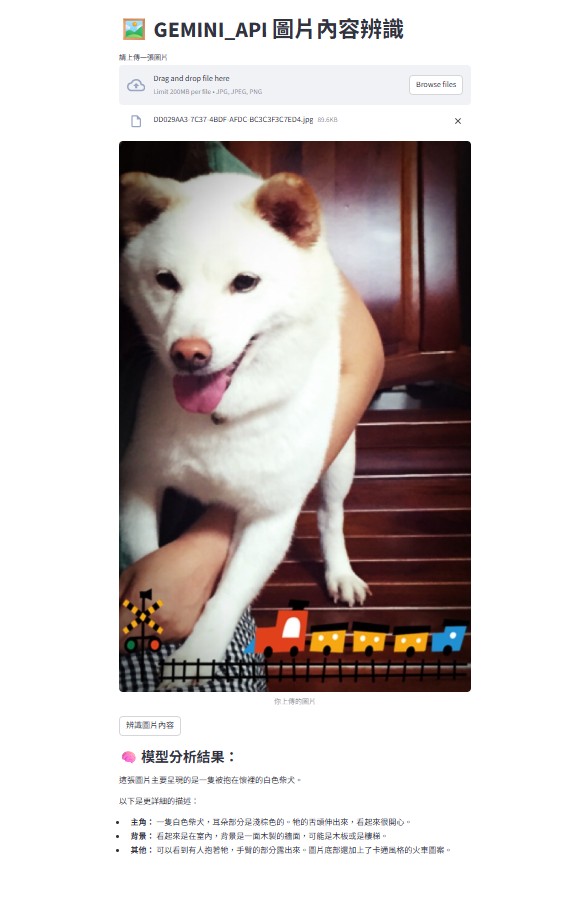 GEMINI_API 圖片內容辨識
請上傳一張圖片
Drag and drop file here
Limit 200MB per file • JPG, JPEG, PNG
Browse files
DD029AA3-7C37-4BDF-AFDC-BC3C3F3C7ED4.jpg 89.6KB
你上傳的圖片
辨識圖片內容
模型分析結果：
這張圖片主要呈現的是一隻被抱在懷裡的白色柴犬。
以下是更詳細的描述：
主角： 一隻白色柴犬，耳朵部分是淺棕色的。牠的舌頭伸出來，看起來很開心。
背景： 看起來是在室內，背景是一面木製的牆面，可能是木板或是樓梯。
其他： 可以看到有人抱著牠，手臂的部分露出來。圖片底部還加上了卡通風格的火車圖案。